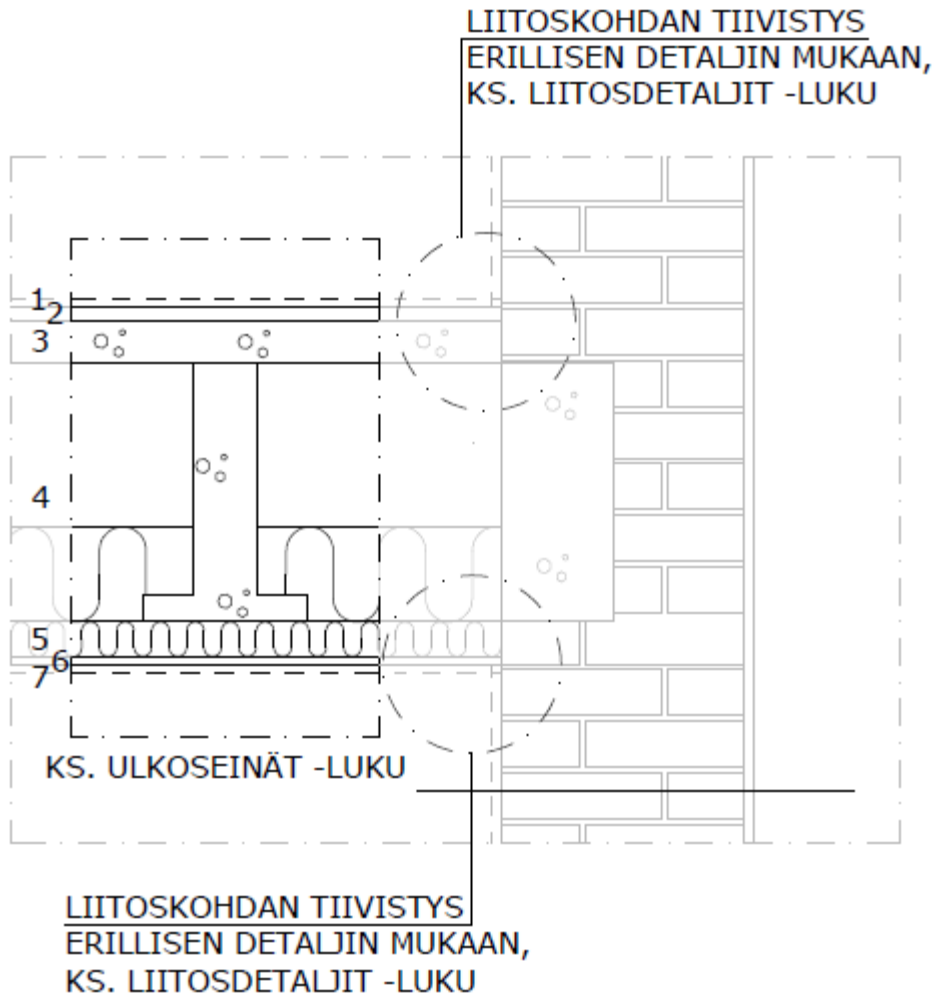 LIITOSKOHDAN TIIVISTYS
ERILLISEN DETALJIN MUKAAN,
KS. LIITOSDETALJIT -LUKU
1
2
3
4
5
6
7
KS. ULKOSEINÄT -LUKU
LIITOSKOHDAN TIIVISTYS
ERILLISEN DETALJIN MUKAAN,
KS. LIITOSDETALJIT -LUKU